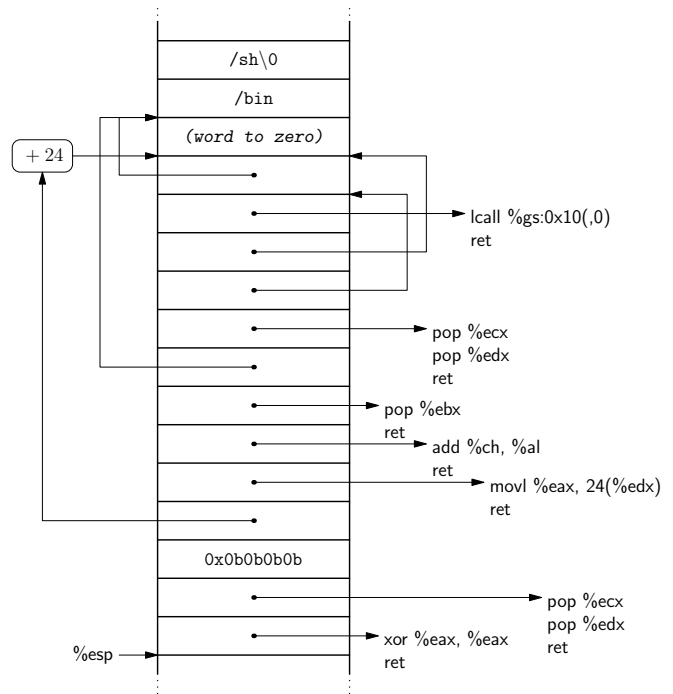 /sh\0
/bin
(word to zero)
+ 24
lcall %gs:0x10(,0)
ret
pop %ecx
pop %edx
ret
pop %ebx
ret
add %ch, %al
ret
movl %eax, 24(%edx)
ret
0x0b0b0b0b
pop %ecx
pop %edx
ret
xor %eax, %eax
ret
%esp